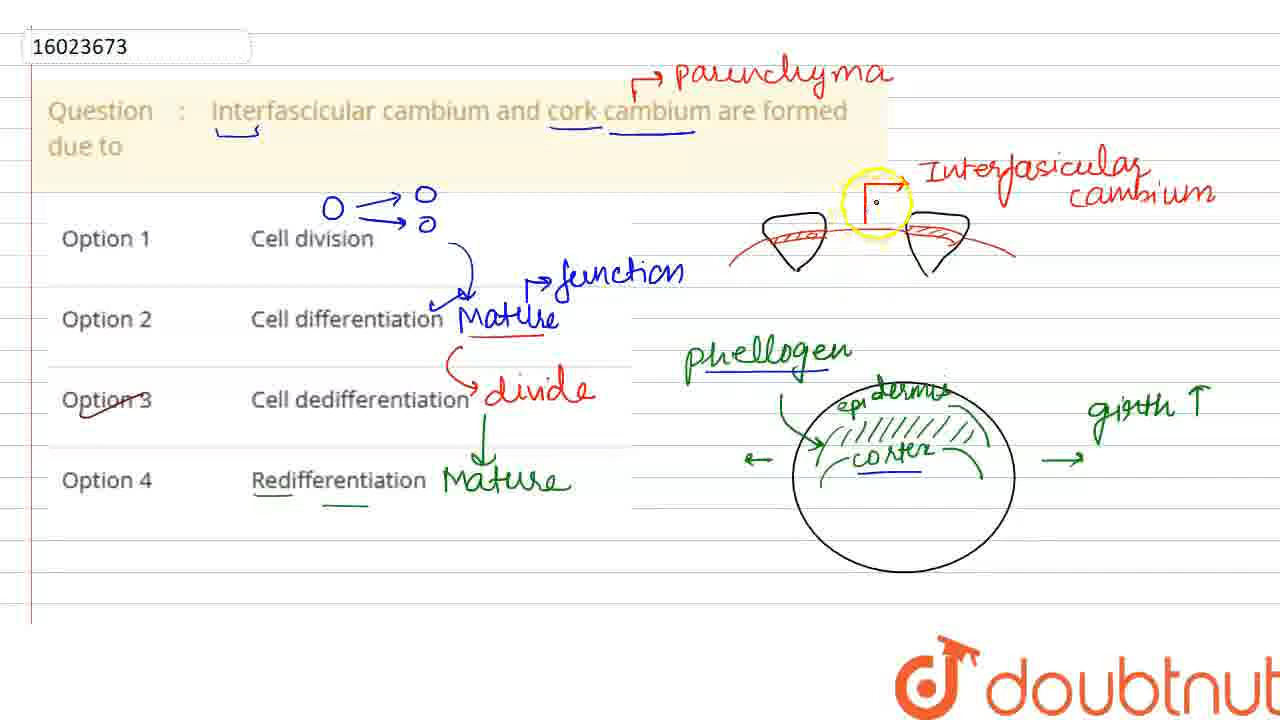 16023673
parenchyma
Question : Interfascicular cambium and cork cambium are formed
due to
Interfasicular
cambium
Option 1 Cell division
function
Option 2 Cell differentiation Mature
phellogen
Option 3 Cell dedifferentiation divide
epidermis
girth ↑
cortex
Option 4 Redifferentiation Mature
doubtnut